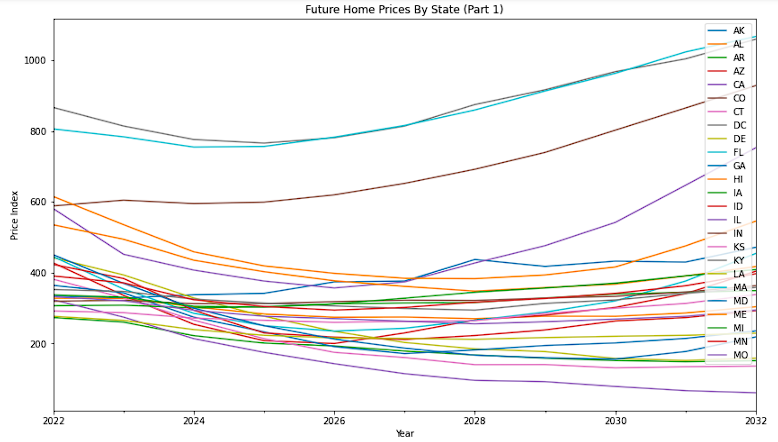 Future Home Prices By State (Part 1)
Price Index
1000
800
600
400
200
2022
2024
2026
2028
2030
2032
Year
AK
AL
AR
AZ
CA
CO
CT
DC
DE
FL
GA
HI
IA
ID
IL
IN
KS
KY
LA
MA
MD
ME
MI
MN
MO